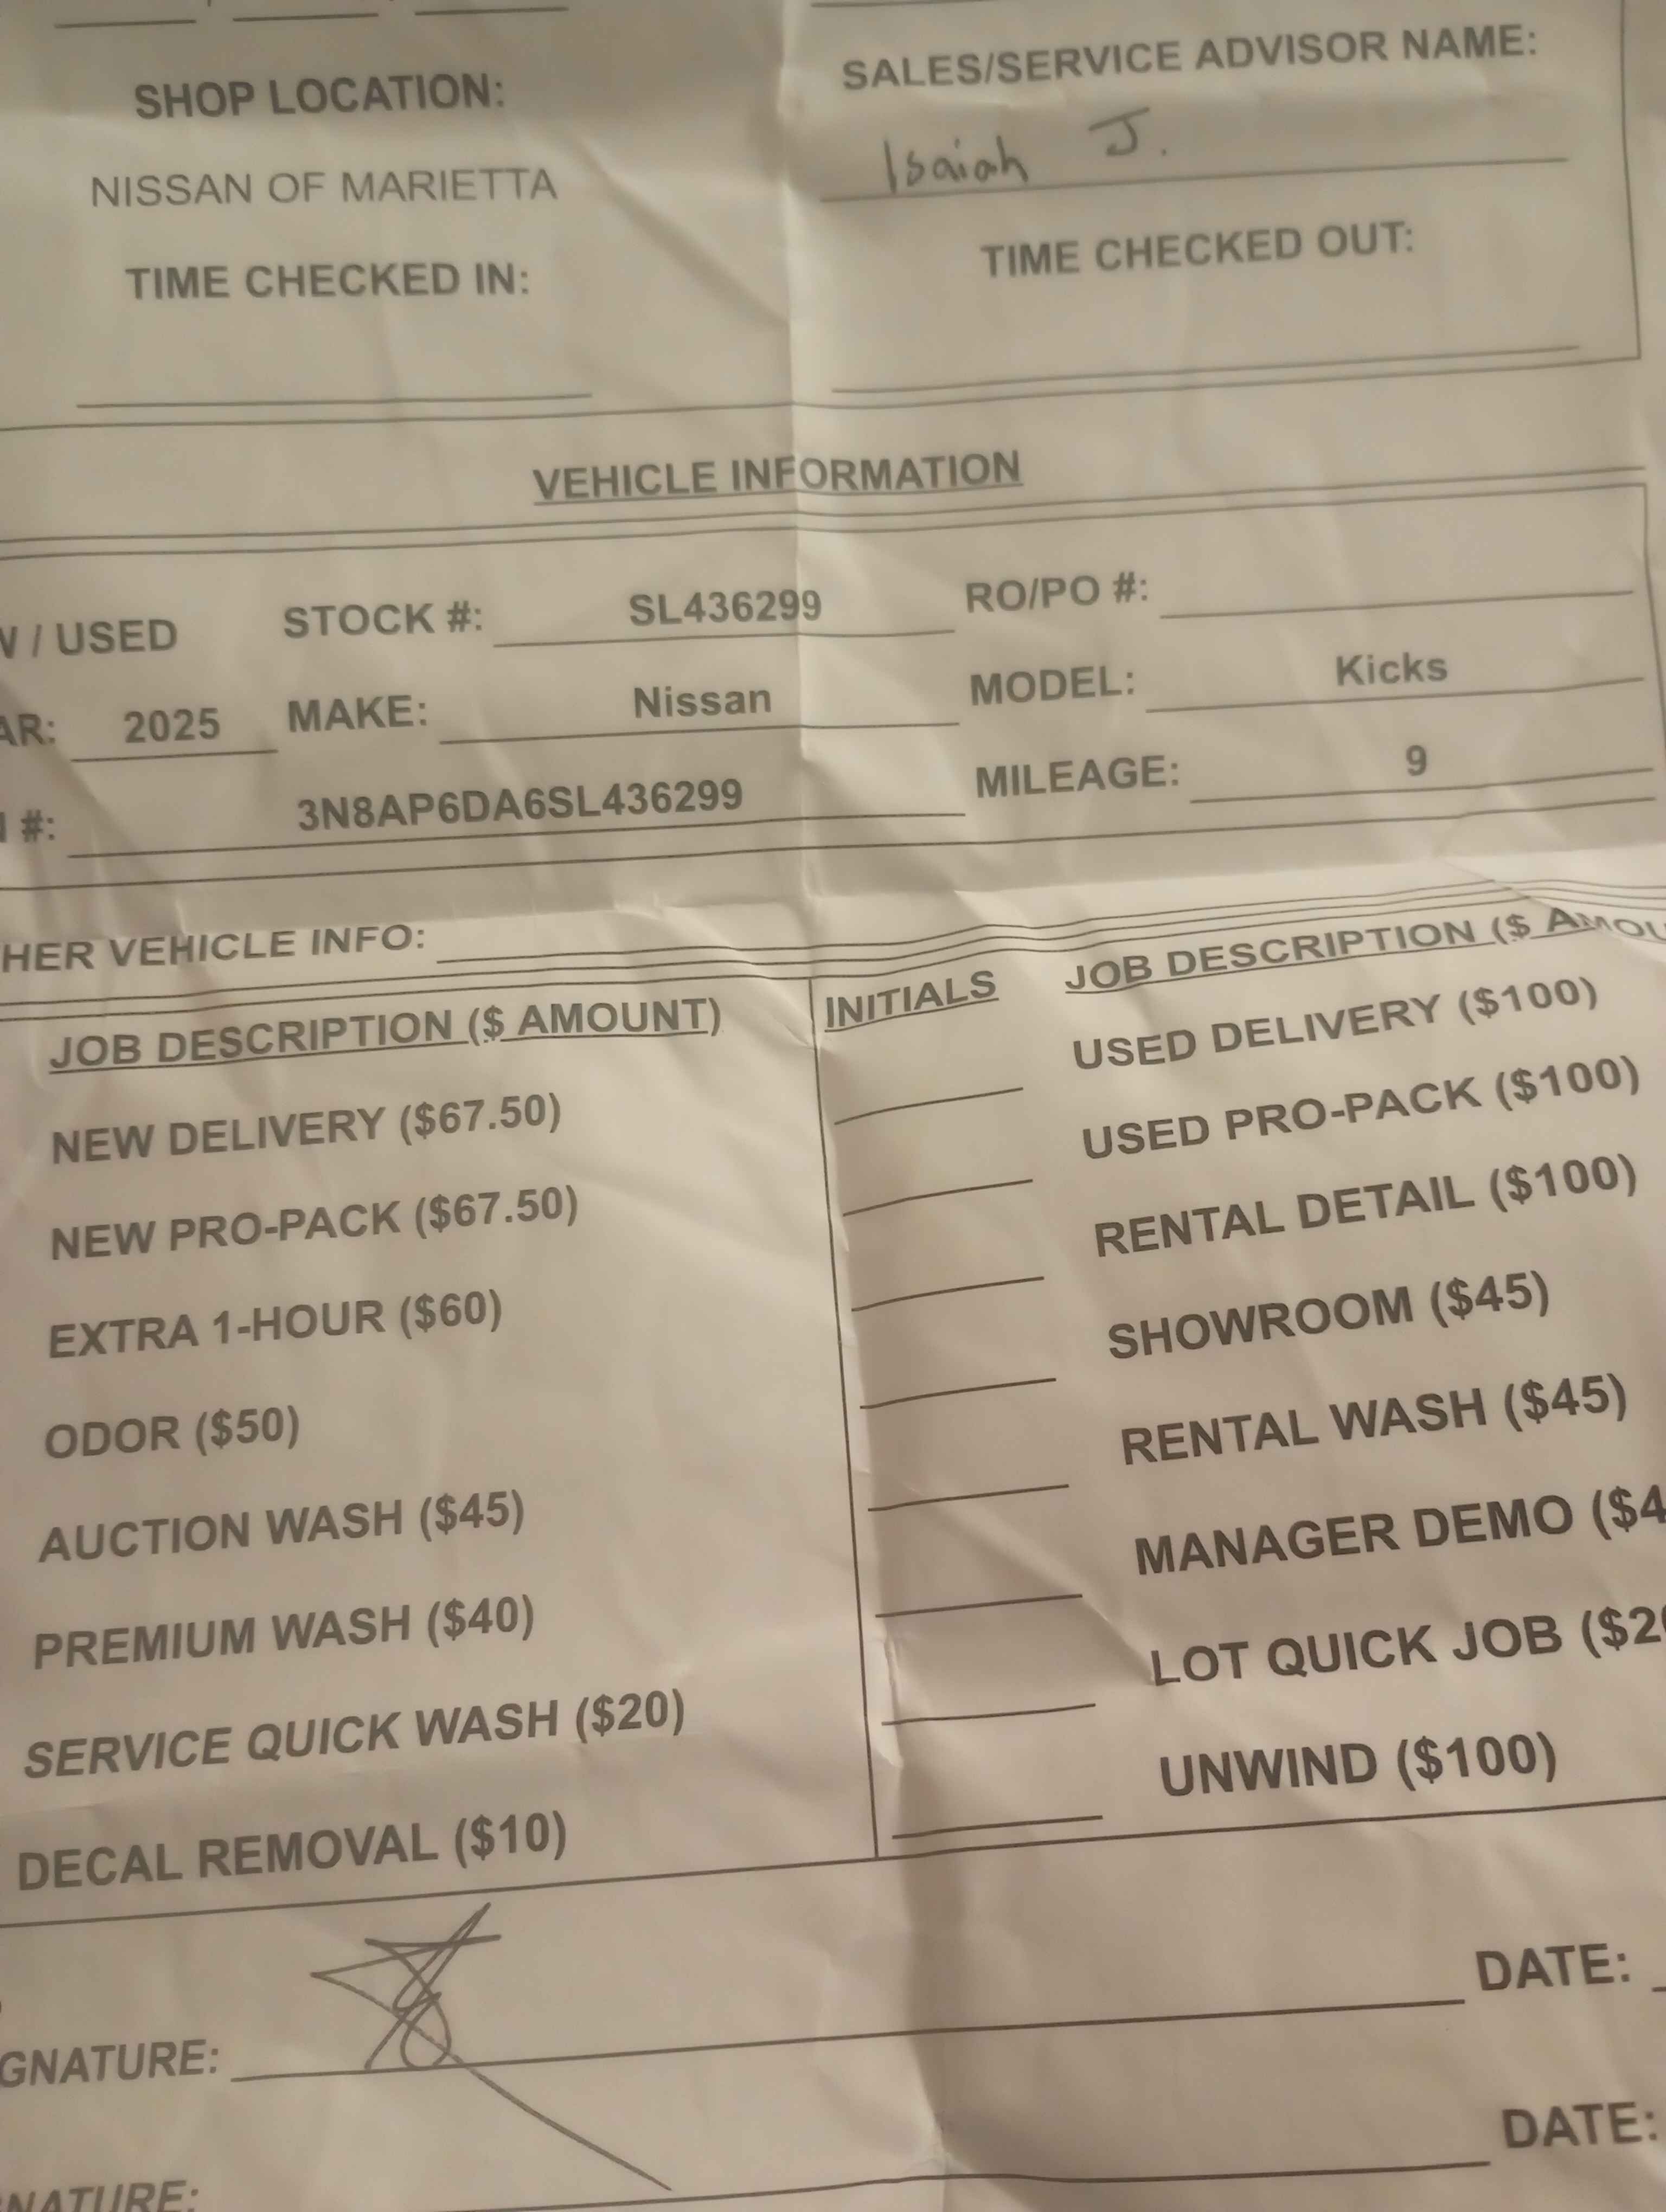 SHOP LOCATION:
SALES/SERVICE ADVISOR NAME:
NISSAN OF MARIETTA
Isaiah J.
TIME CHECKED IN:
TIME CHECKED OUT:
VEHICLE INFORMATION
/ USED STOCK #: SL436299 RO/PO #:
AR: 2025 MAKE: Nissan MODEL: Kicks
#: 3N8AP6DA6SL436299 MILEAGE: 9
HER VEHICLE INFO:
JOB DESCRIPTION ($ AMOUNT) INITIALS JOB DESCRIPTION ($ AMOU
NEW DELIVERY ($67.50) USED DELIVERY ($100)
NEW PRO-PACK ($67.50) USED PRO-PACK ($100)
EXTRA 1-HOUR ($60) RENTAL DETAIL ($100)
ODOR ($50) SHOWROOM ($45)
AUCTION WASH ($45) RENTAL WASH ($45)
PREMIUM WASH ($40) MANAGER DEMO ($4
SERVICE QUICK WASH ($20) LOT QUICK JOB ($2
DECAL REMOVAL ($10) UNWIND ($100)
GNATURE: DATE:
NATURE: DATE: